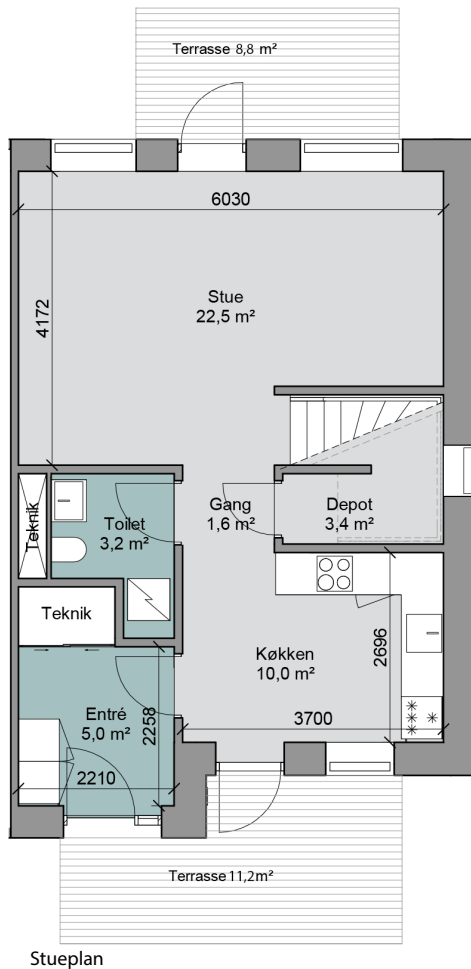 Terrasse 8,8 m²
6030
4172
Stue
22,5 m²
Teknik
Toilet
3,2 m²
Gang
1,6 m²
Depot
3,4 m²
Teknik
Køkken
10,0 m²
2696
Entré
5,0 m²
2258
3700
2210
Terrasse 11,2m²
Stueplan